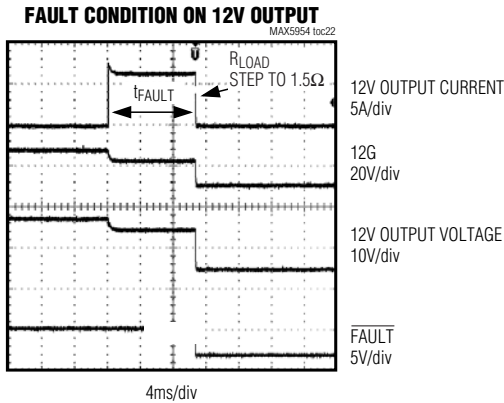 FAULT CONDITION ON 12V OUTPUT
MAX5954 toc22
RLOAD
STEP TO 1.5Ω
tFAULT
12V OUTPUT CURRENT
5A/div
12G
20V/div
12V OUTPUT VOLTAGE
10V/div
FAULT
5V/div
4ms/div